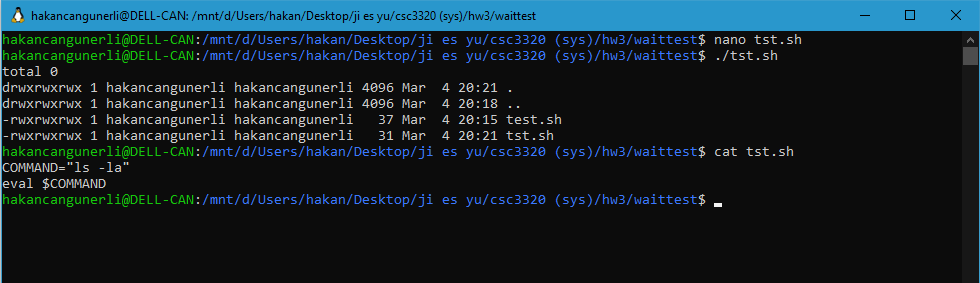 hakancangunerli@DELL-CAN: /mnt/d/Users/hakan/Desktop/ji es yu/csc3320 (sys)/hw3/waittest
hakancangunerli@DELL-CAN:/mnt/d/Users/hakan/Desktop/ji es yu/csc3320 (sys)/hw3/waittest$ nano tst.sh
hakancangunerli@DELL-CAN:/mnt/d/Users/hakan/Desktop/ji es yu/csc3320 (sys)/hw3/waittest$ ./tst.sh
total 0
drwxrwxrwx 1 hakancangunerli hakancangunerli 4096 Mar  4 20:21 .
drwxrwxrwx 1 hakancangunerli hakancangunerli 4096 Mar  4 20:18 ..
-rwxrwxrwx 1 hakancangunerli hakancangunerli   37 Mar  4 20:15 test.sh
-rwxrwxrwx 1 hakancangunerli hakancangunerli   31 Mar  4 20:21 tst.sh
hakancangunerli@DELL-CAN:/mnt/d/Users/hakan/Desktop/ji es yu/csc3320 (sys)/hw3/waittest$ cat tst.sh
COMMAND="ls -la"
eval $COMMAND
hakancangunerli@DELL-CAN:/mnt/d/Users/hakan/Desktop/ji es yu/csc3320 (sys)/hw3/waittest$